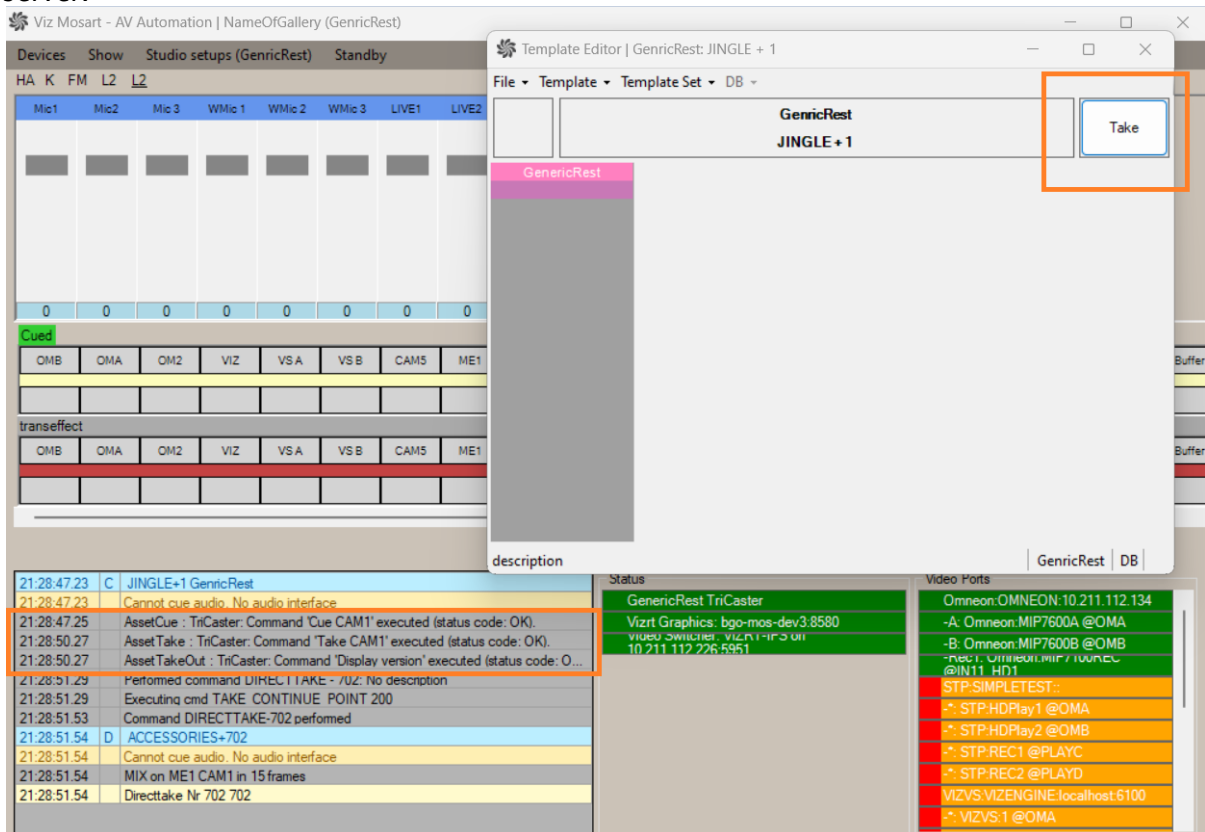 server.
Viz Mosart - AV Automation | NameOfGallery (GenricRest)
Devices Show Studio setups (GenricRest) Standby
HA K FM L2 L2
Mic1 Mic2 Mic 3 WMic 1 WMic 2 WMic 3 LIVE1 LIVE2
0 0 0 0 0 0 0 0
Cued
OMB OMA OM2 VIZ VS A VS B CAM5 ME1 Buffer
transeffect
OMB OMA OM2 VIZ VS A VS B CAM5 ME1 Buffer
Template Editor | GenricRest: JINGLE + 1
File Template Template Set DB
GenricRest
JINGLE + 1
Take
GenericRest
description
GenricRest DB
21:28:47.23 C JINGLE+1 GenricRest
21:28:47.23 Cannot cue audio. No audio interface
21:28:47.25 AssetCue : TriCaster: Command 'Cue CAM1' executed (status code: OK).
21:28:50.27 AssetTake : TriCaster: Command 'Take CAM1' executed (status code: OK).
21:28:50.27 AssetTakeOut : TriCaster: Command 'Display version' executed (status code: O...
21:28:51.29 Performed command DIRECTTAKE - 702: No description
21:28:51.29 Executing cmd TAKE CONTINUE POINT 200
21:28:51.53 Command DIRECTTAKE-702 performed
21:28:51.54 D ACCESSORIES+702
21:28:51.54 Cannot cue audio. No audio interface
21:28:51.54 MIX on ME1 CAM1 in 15 frames
21:28:51.54 Directtake Nr 702 702
Status
GenericRest TriCaster
Vizrt Graphics: bgo-mos-dev3:8580
Video Switcher: VIZRT-IPS on
10.211.112.226:5951
Video Ports
Omneon:OMNEON:10.211.112.134
-A: Omneon:MIP7600A @OMA
-B: Omneon:MIP7600B @OMB
-Rec1: Omneon:MIP7100REC
@IN11_HD1
STP:SIMPLETEST::
-*: STP:HDPlay1 @OMA
-*: STP:HDPlay2 @OMB
-*: STP:REC1 @PLAYC
-*: STP:REC2 @PLAYD
VIZVS:VIZENGINE:localhost:6100
-*: VIZVS:1 @OMA